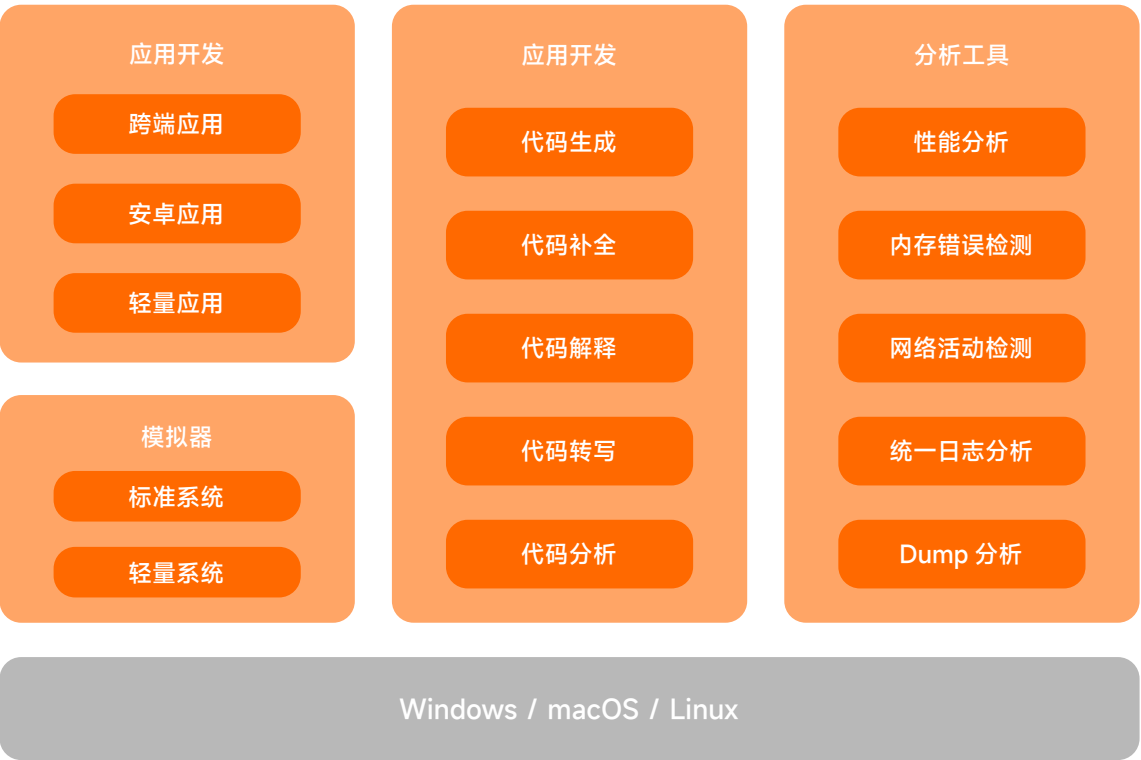 应用开发
跨端应用
安卓应用
轻量应用
模拟器
标准系统
轻量系统
应用开发
代码生成
代码补全
代码解释
代码转写
代码分析
分析工具
性能分析
内存错误检测
网络活动检测
统一日志分析
Dump 分析
Windows / macOS / Linux